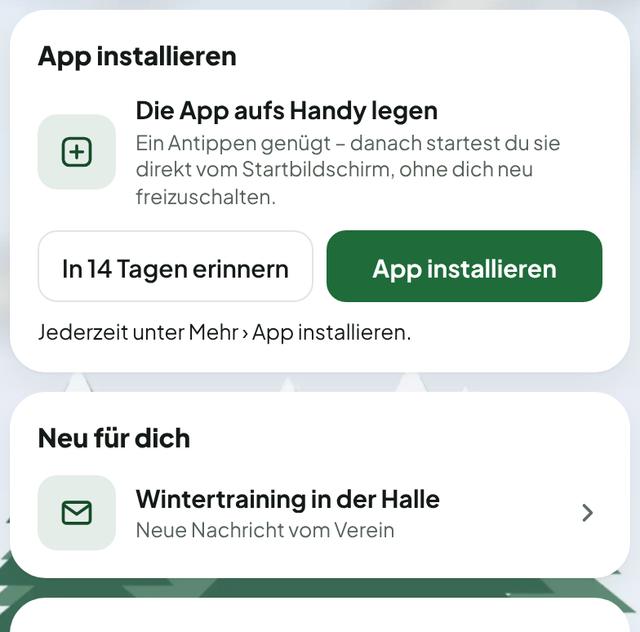 App installieren
Die App aufs Handy legen
Ein Antippen genügt – danach startest du sie
direkt vom Startbildschirm, ohne dich neu
freizuschalten.
In 14 Tagen erinnern
App installieren
Jederzeit unter Mehr › App installieren.
Neu für dich
Wintertraining in der Halle
Neue Nachricht vom Verein